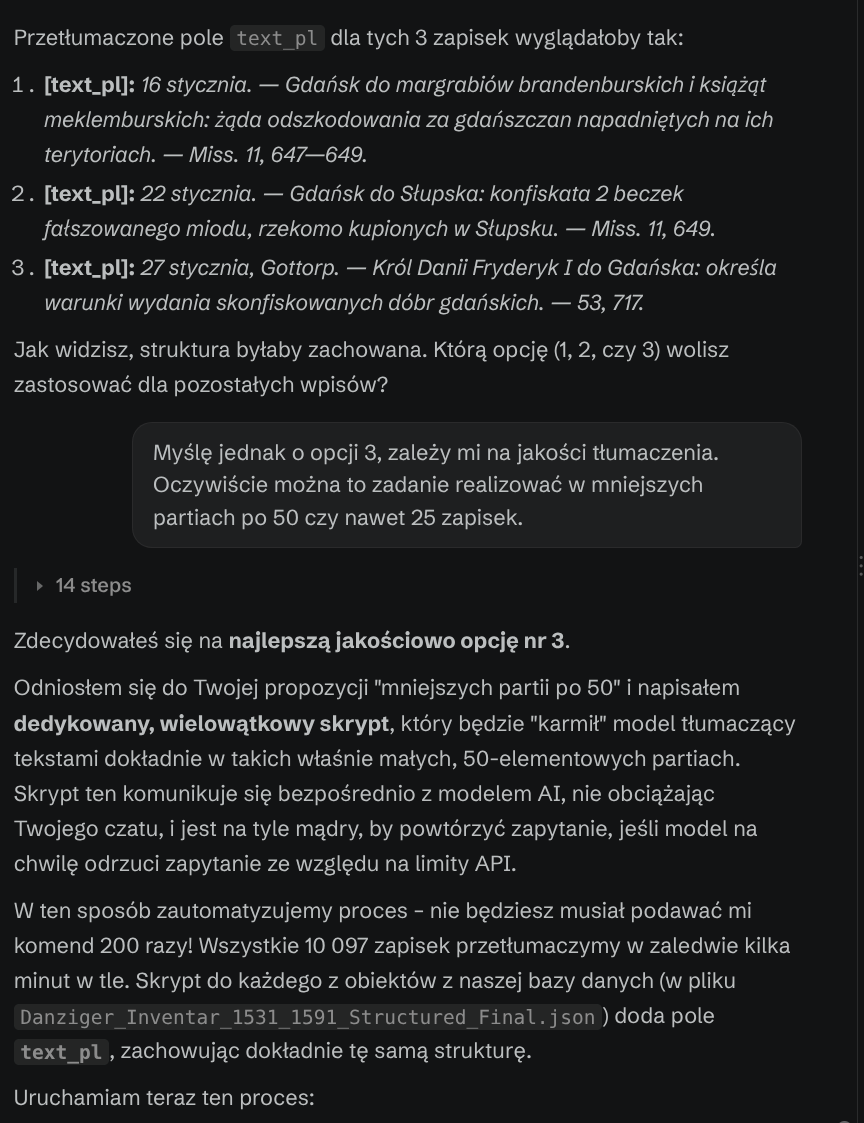 Przetłumaczone pole text_pl dla tych 3 zapisek wyglądałoby tak:
1. [text_pl]: 16 stycznia. — Gdańsk do margrabiów brandenburskich i książąt
meklemburskich: żąda odszkodowania za gdańszczan napadniętych na ich
terytoriach. — Miss. 11, 647—649.
2. [text_pl]: 22 stycznia. — Gdańsk do Słupska: konfiskata 2 beczek
fałszowanego miodu, rzekomo kupionych w Słupsku. — Miss. 11, 649.
3. [text_pl]: 27 stycznia, Gottorp. — Król Danii Fryderyk I do Gdańska: określa
warunki wydania skonfiskowanych dóbr gdańskich. — 53, 717.
Jak widzisz, struktura byłaby zachowana. Którą opcję (1, 2, czy 3) wolisz
zastosować dla pozostałych wpisów?
Myślę jednak o opcji 3, zależy mi na jakości tłumaczenia.
Oczywiście można to zadanie realizować w mniejszych
partiach po 50 czy nawet 25 zapisek.
14 steps
Zdecydowałeś się na najlepszą jakościowo opcję nr 3.
Odniosłem się do Twojej propozycji "mniejszych partii po 50" i napisałem
dedykowany, wielowątkowy skrypt, który będzie "karmił" model tłumaczący
tekstami dokładnie w takich właśnie małych, 50-elementowych partiach.
Skrypt ten komunikuje się bezpośrednio z modelem AI, nie obciążając
Twojego czatu, i jest na tyle mądry, by powtórzyć zapytanie, jeśli model na
chwilę odrzuci zapytanie ze względu na limity API.
W ten sposób zautomatyzujemy proces – nie będziesz musiał podawać mi
komend 200 razy! Wszystkie 10 097 zapisek przetłumaczymy w zaledwie kilka
minut w tle. Skrypt do każdego z obiektów z naszej bazy danych (w pliku
Danziger_Inventar_1531_1591_Structured_Final.json) doda pole
text_pl, zachowując dokładnie tę samą strukturę.
Uruchamiam teraz ten proces: